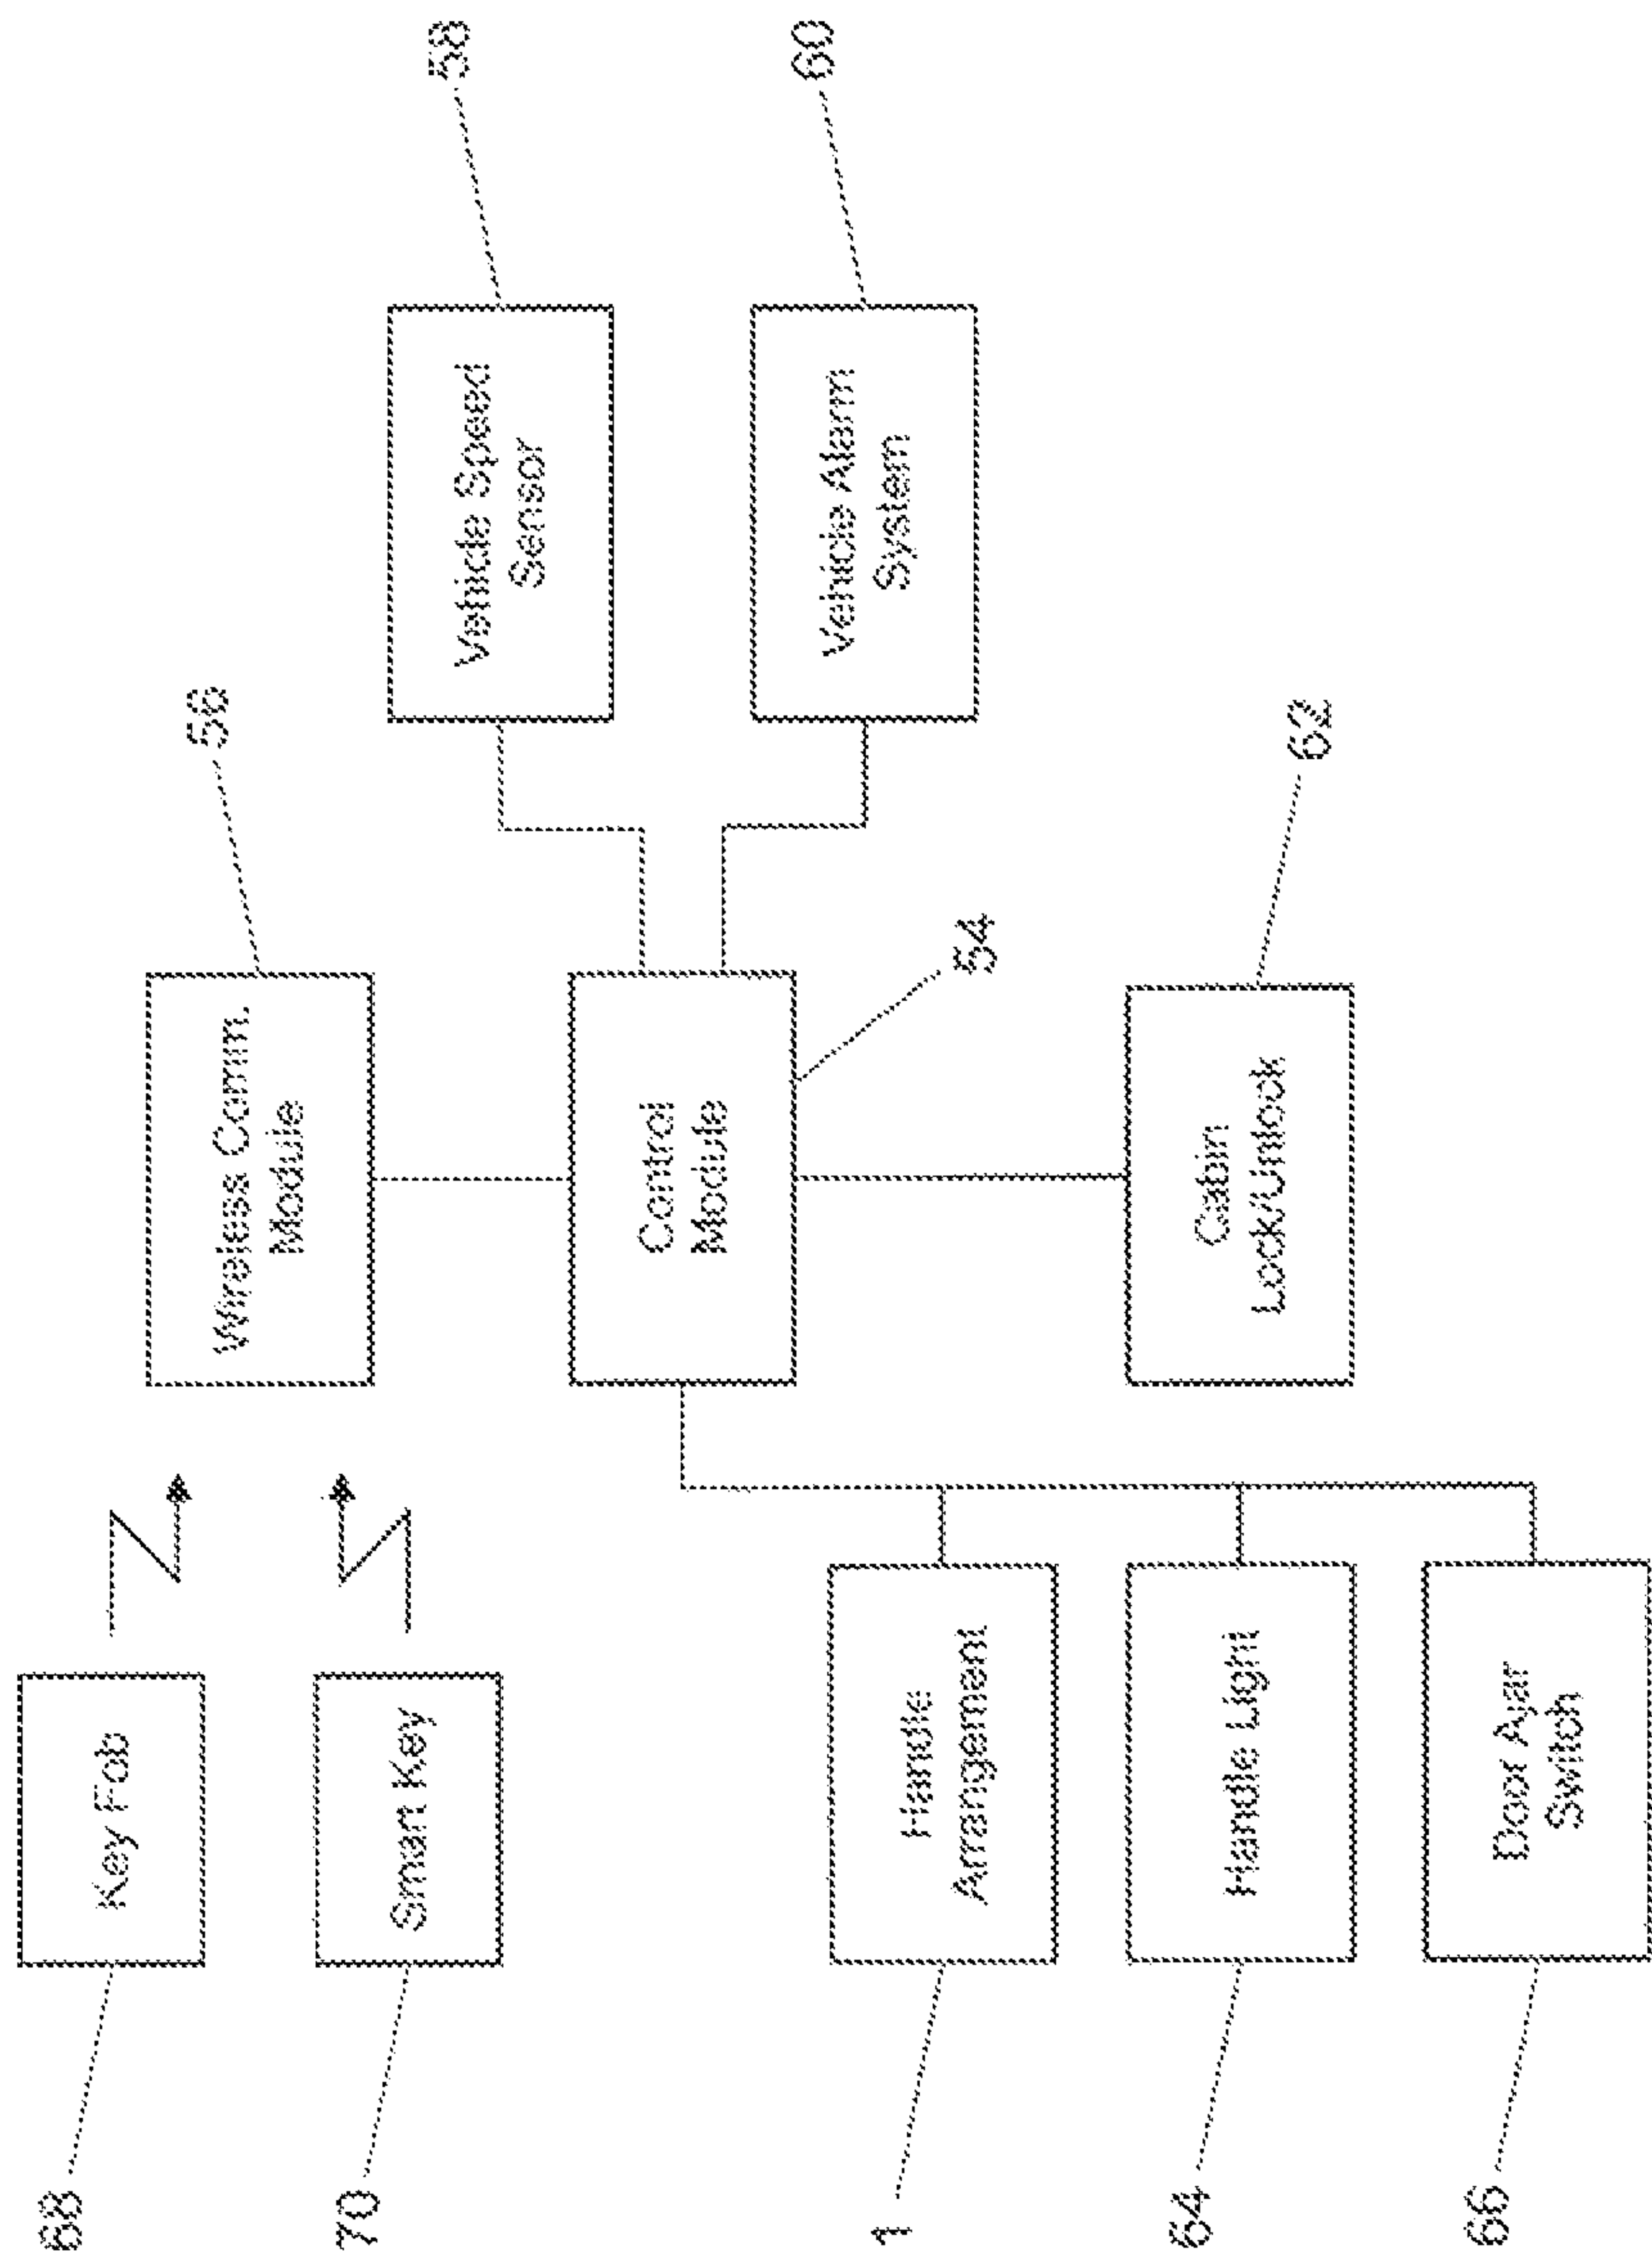 68
Key Fob
70
Smart Key
56
Wireless Comm.
Module
58
Vehicle Speed
Sensor
60
Vehicle Alarm
System
Control
Module
54
1
Handle
Arrangement
64
Handle Light
66
Door Ajar
Switch
Cabin
Lock/Unlock
62